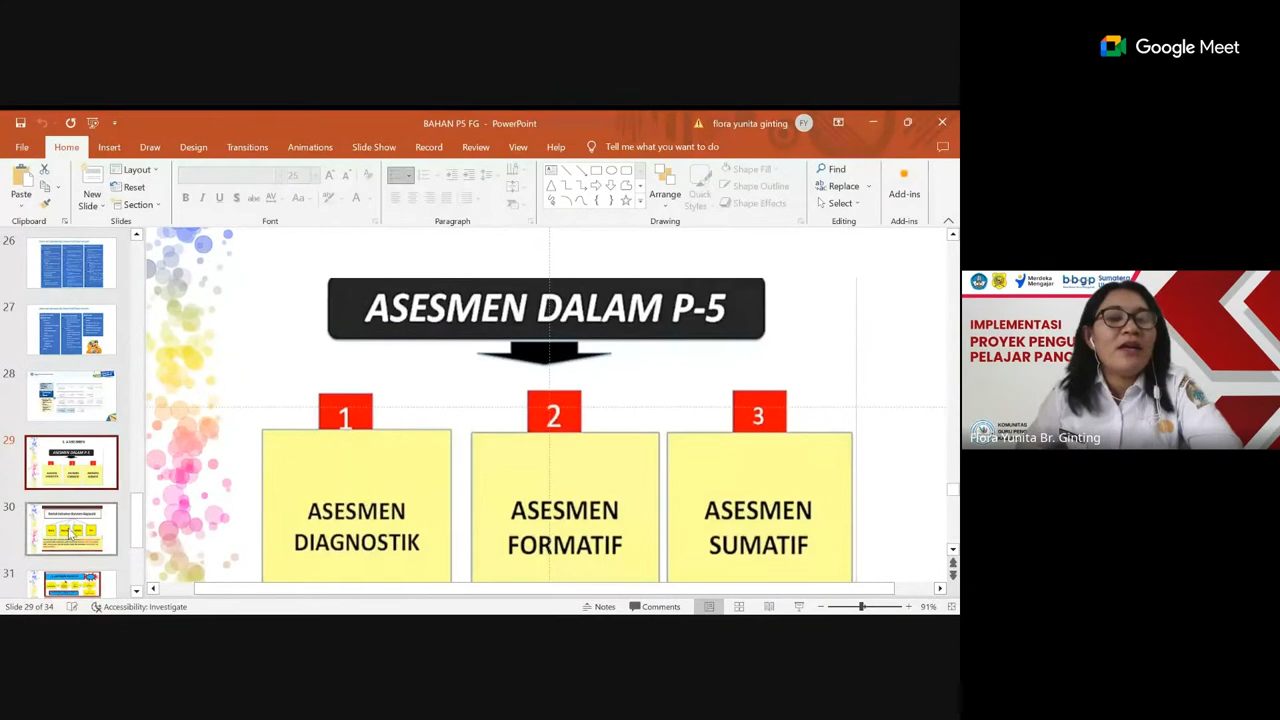 Google Meet
BAHAN P5 FG - PowerPoint
flora yunita ginting
FY
File Home Insert Draw Design Transitions Animations Slide Show Record Review View Help Tell me what you want to do
Paste
Clipboard
New Slide
Layout
Reset
Section
Slides
25
B I U S abc AV
Aa A
Font
Paragraph
Arrange
Quick Styles
Shape Fill
Shape Outline
Shape Effects
Drawing
Find
Replace
Select
Editing
Add-ins
Add-ins
26
27
28
29
30
31
ASESMEN DALAM P-5
1
2
3
ASESMEN DIAGNOSTIK
ASESMEN FORMATIF
ASESMEN SUMATIF
Slide 29 of 34
Accessibility: Investigate
Notes
Comments
91%
Merdeka Mengajar
bbgp
Sumatera
IMPLEMENTASI
PROYEK PENGU
PELAJAR PANC
KOMUNITAS
Flora Yunita Br. Ginting